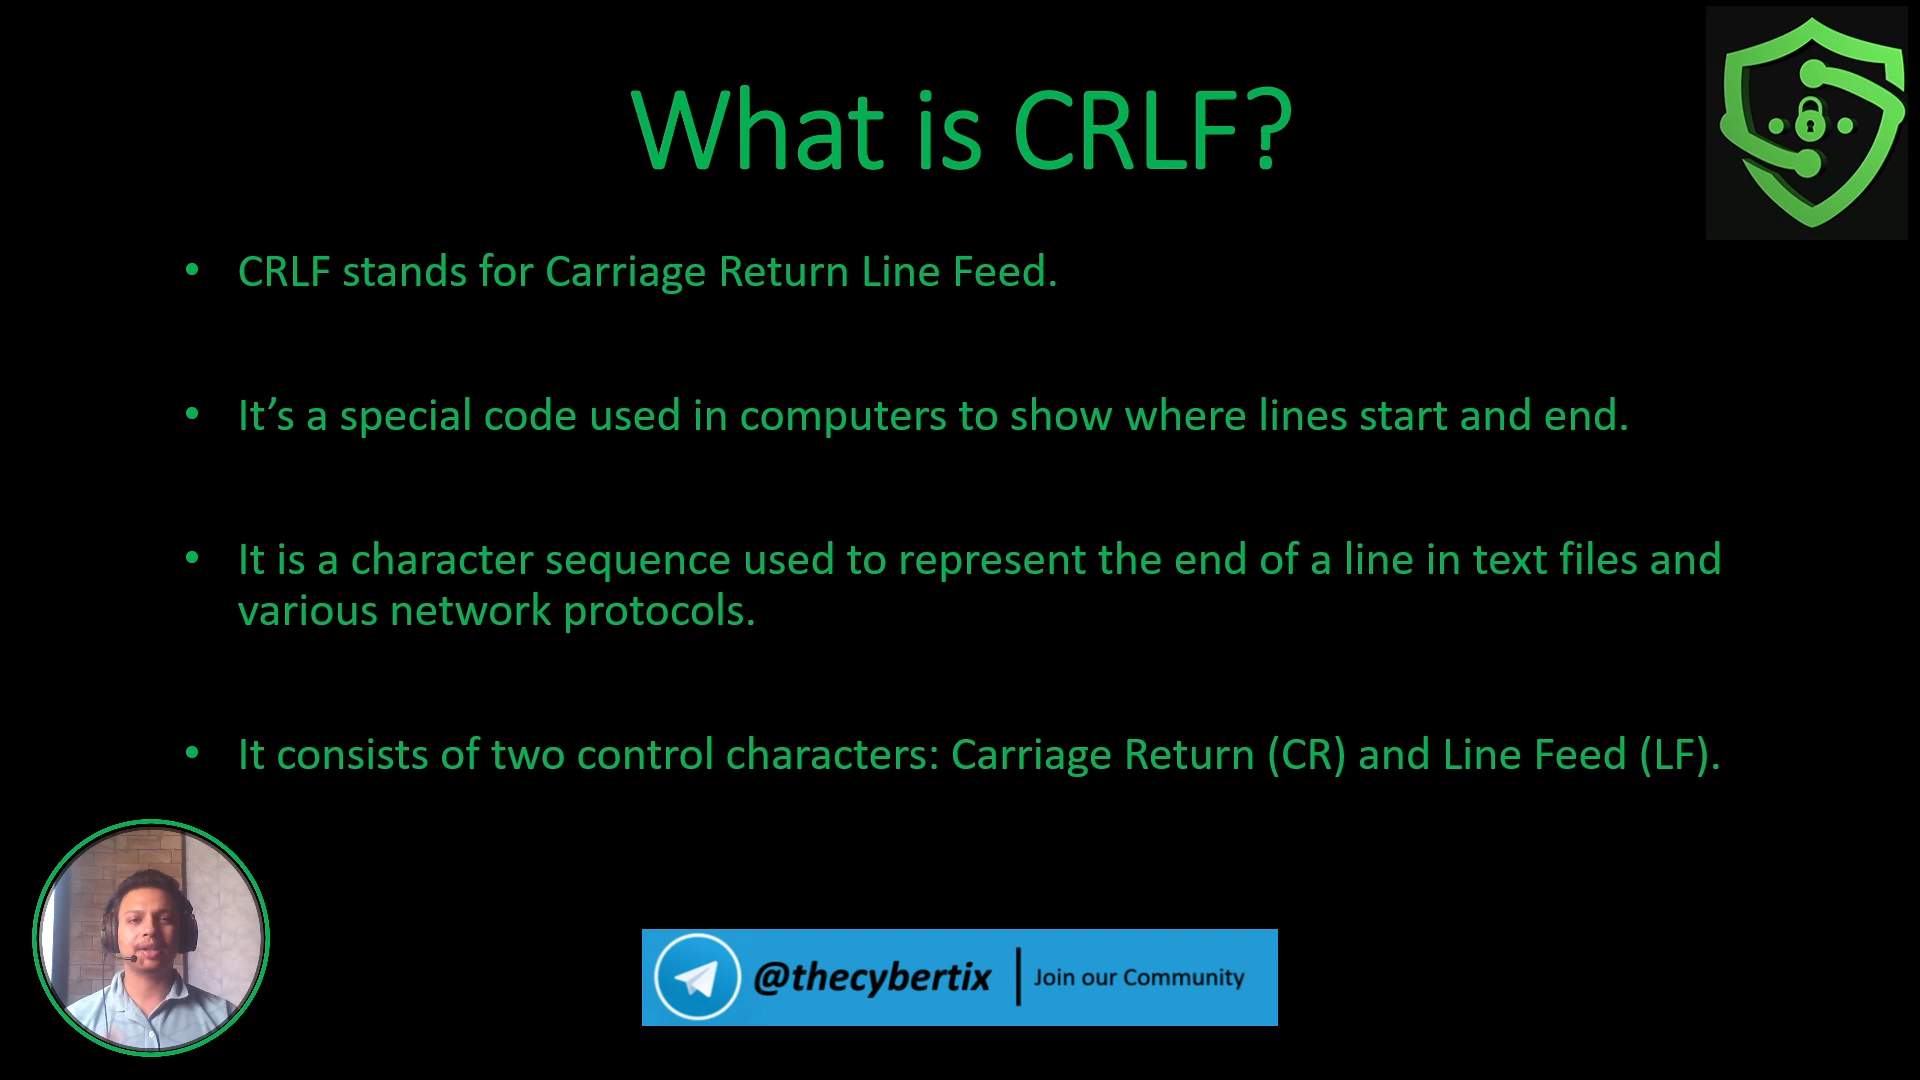 What is CRLF?
• CRLF stands for Carriage Return Line Feed.
• It’s a special code used in computers to show where lines start and end.
• It is a character sequence used to represent the end of a line in text files and
various network protocols.
• It consists of two control characters: Carriage Return (CR) and Line Feed (LF).
@thecybertix | Join our Community